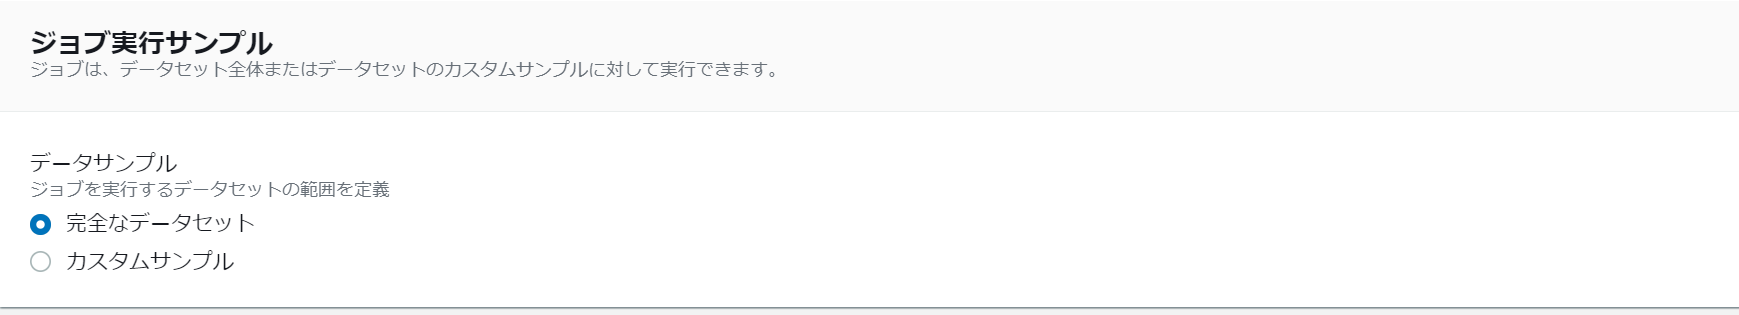 ジョブ実行サンプル
ジョブは、データセット全体またはデータセットのカスタムサンプルに対して実行できます。
データサンプル
ジョブを実行するデータセットの範囲を定義
完全なデータセット
カスタムサンプル